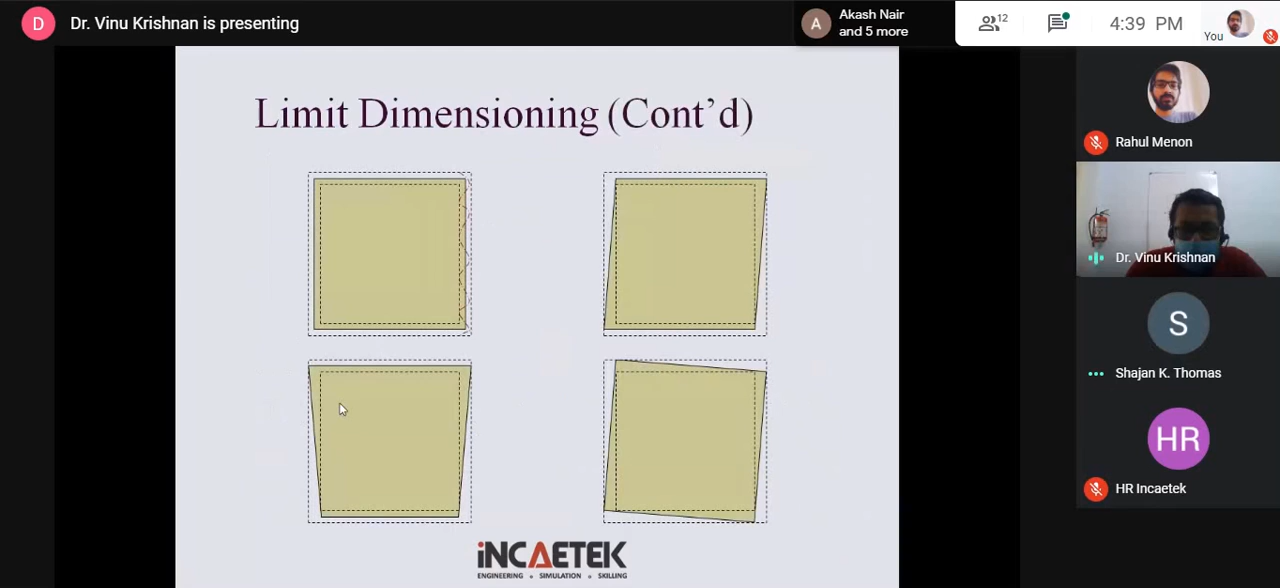 D
Dr. Vinu Krishnan is presenting
A
Akash Nair
and 5 more
12
4:39 PM
You
Limit Dimensioning (Cont'd)
Rahul Menon
Dr. Vinu Krishnan
S
Shajan K. Thomas
HR
HR Incaetek
iNCAETEK
ENGINEERING • SIMULATION • SKILLING